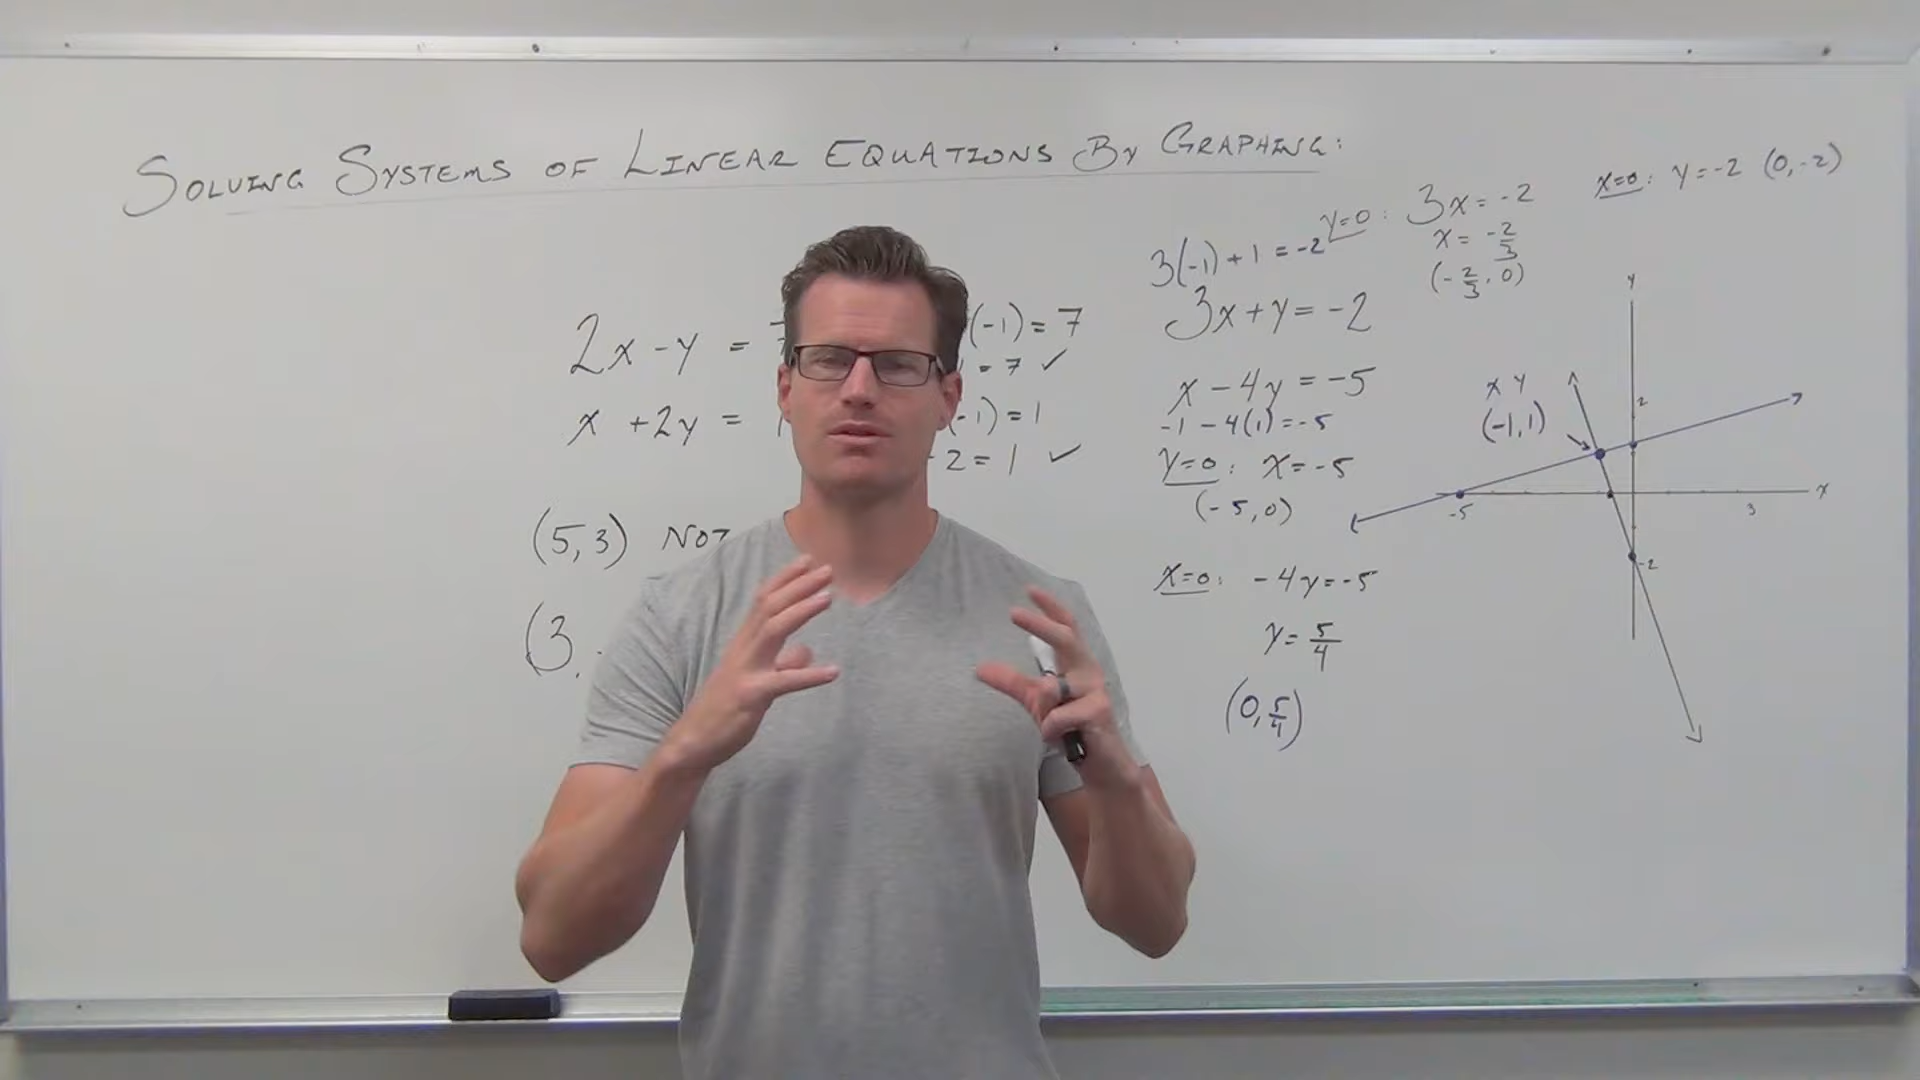 SOLVING SYSTEMS OF LINEAR EQUATIONS BY GRAPHING:
2x - y = 7
(-1) = 7
= 7 ✓
x + 2y =
(-1) = 1
2 = 1 ✓
(5,3) NOT
(3,
3(-1) + 1 = -2
3x + y = -2
x - 4y = -5
-1 - 4(1) = -5
y=0: x = -5
(-5,0)
x=0: -4y = -5
y = 5/4
(0, 5/4)
y=0: 3x = -2
x = -2/3
(-2/3, 0)
x=0: y = -2 (0,-2)
y
x y
(-1,1)
2
-5
3
x
-2